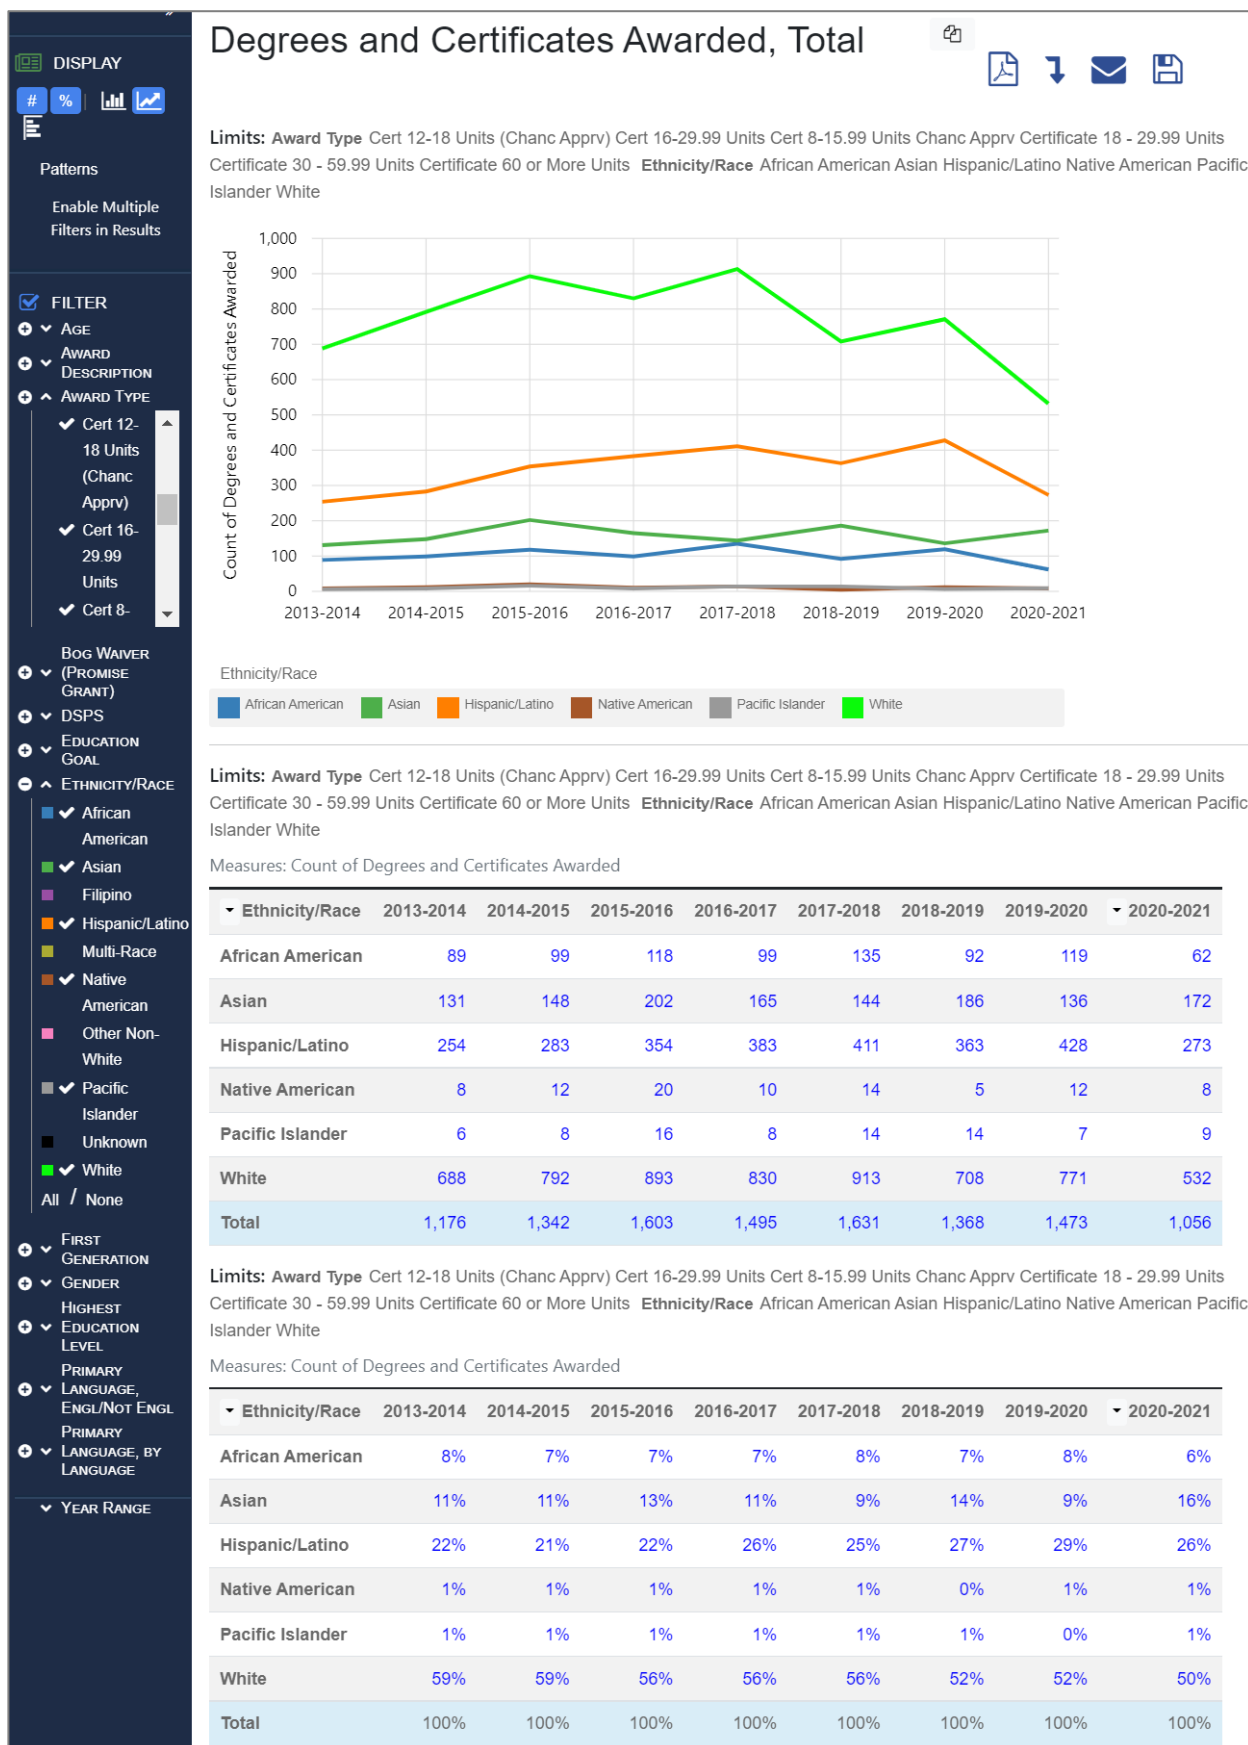 DISPLAY
# %
Patterns
Enable Multiple
Filters in Results
FILTER
AGE
AWARD
DESCRIPTION
AWARD TYPE
Cert 12-
18 Units
(Chanc
Apprv)
Cert 16-
29.99
Units
Cert 8-
BOG WAIVER
(PROMISE
GRANT)
DSPS
EDUCATION
GOAL
ETHNICITY/RACE
African
American
Asian
Filipino
Hispanic/Latino
Multi-Race
Native
American
Other Non-
White
Pacific
Islander
Unknown
White
All / None
FIRST
GENERATION
GENDER
HIGHEST
EDUCATION
LEVEL
PRIMARY
LANGUAGE,
ENGL/NOT ENGL
PRIMARY
LANGUAGE, BY
LANGUAGE
YEAR RANGE
Degrees and Certificates Awarded, Total
Limits: Award Type Cert 12-18 Units (Chanc Apprv) Cert 16-29.99 Units Cert 8-15.99 Units Chanc Apprv Certificate 18 - 29.99 Units
Certificate 30 - 59.99 Units Certificate 60 or More Units Ethnicity/Race African American Asian Hispanic/Latino Native American Pacific
Islander White
Count of Degrees and Certificates Awarded
1,000
900
800
700
600
500
400
300
200
100
0
2013-2014 2014-2015 2015-2016 2016-2017 2017-2018 2018-2019 2019-2020 2020-2021
Ethnicity/Race
African American Asian Hispanic/Latino Native American Pacific Islander White
Limits: Award Type Cert 12-18 Units (Chanc Apprv) Cert 16-29.99 Units Cert 8-15.99 Units Chanc Apprv Certificate 18 - 29.99 Units
Certificate 30 - 59.99 Units Certificate 60 or More Units Ethnicity/Race African American Asian Hispanic/Latino Native American Pacific
Islander White
Measures: Count of Degrees and Certificates Awarded
Ethnicity/Race 2013-2014 2014-2015 2015-2016 2016-2017 2017-2018 2018-2019 2019-2020 2020-2021
African American 89 99 118 99 135 92 119 62
Asian 131 148 202 165 144 186 136 172
Hispanic/Latino 254 283 354 383 411 363 428 273
Native American 8 12 20 10 14 5 12 8
Pacific Islander 6 8 16 8 14 14 7 9
White 688 792 893 830 913 708 771 532
Total 1,176 1,342 1,603 1,495 1,631 1,368 1,473 1,056
Limits: Award Type Cert 12-18 Units (Chanc Apprv) Cert 16-29.99 Units Cert 8-15.99 Units Chanc Apprv Certificate 18 - 29.99 Units
Certificate 30 - 59.99 Units Certificate 60 or More Units Ethnicity/Race African American Asian Hispanic/Latino Native American Pacific
Islander White
Measures: Count of Degrees and Certificates Awarded
Ethnicity/Race 2013-2014 2014-2015 2015-2016 2016-2017 2017-2018 2018-2019 2019-2020 2020-2021
African American 8% 7% 7% 7% 8% 7% 8% 6%
Asian 11% 11% 13% 11% 9% 14% 9% 16%
Hispanic/Latino 22% 21% 22% 26% 25% 27% 29% 26%
Native American 1% 1% 1% 1% 1% 0% 1% 1%
Pacific Islander 1% 1% 1% 1% 1% 1% 0% 1%
White 59% 59% 56% 56% 56% 52% 52% 50%
Total 100% 100% 100% 100% 100% 100% 100% 100%